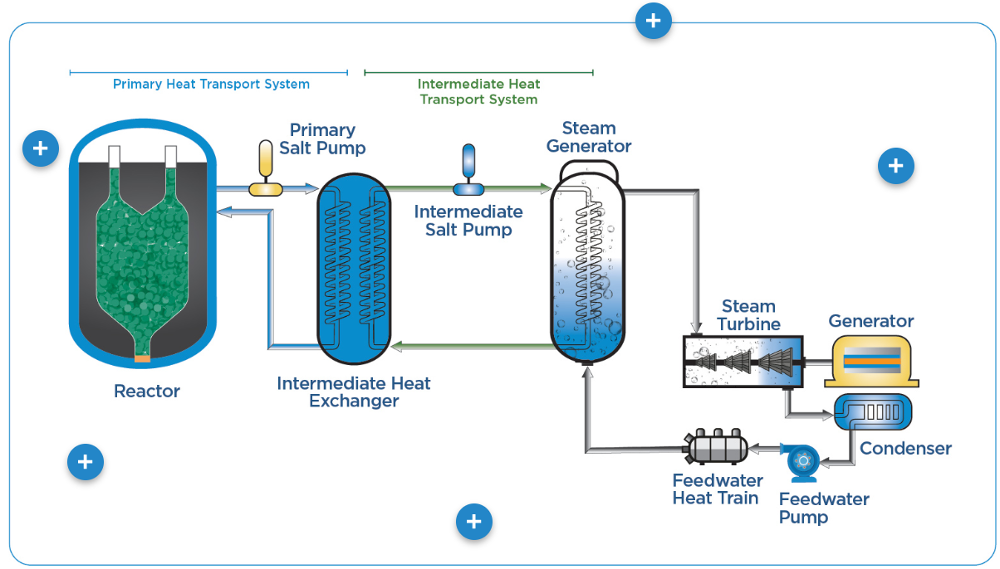 Primary Heat Transport System
Intermediate Heat
Transport System
Primary
Salt Pump
Steam
Generator
Intermediate
Salt Pump
Steam
Turbine
Generator
Reactor
Intermediate Heat
Exchanger
Condenser
Feedwater
Heat Train
Feedwater
Pump